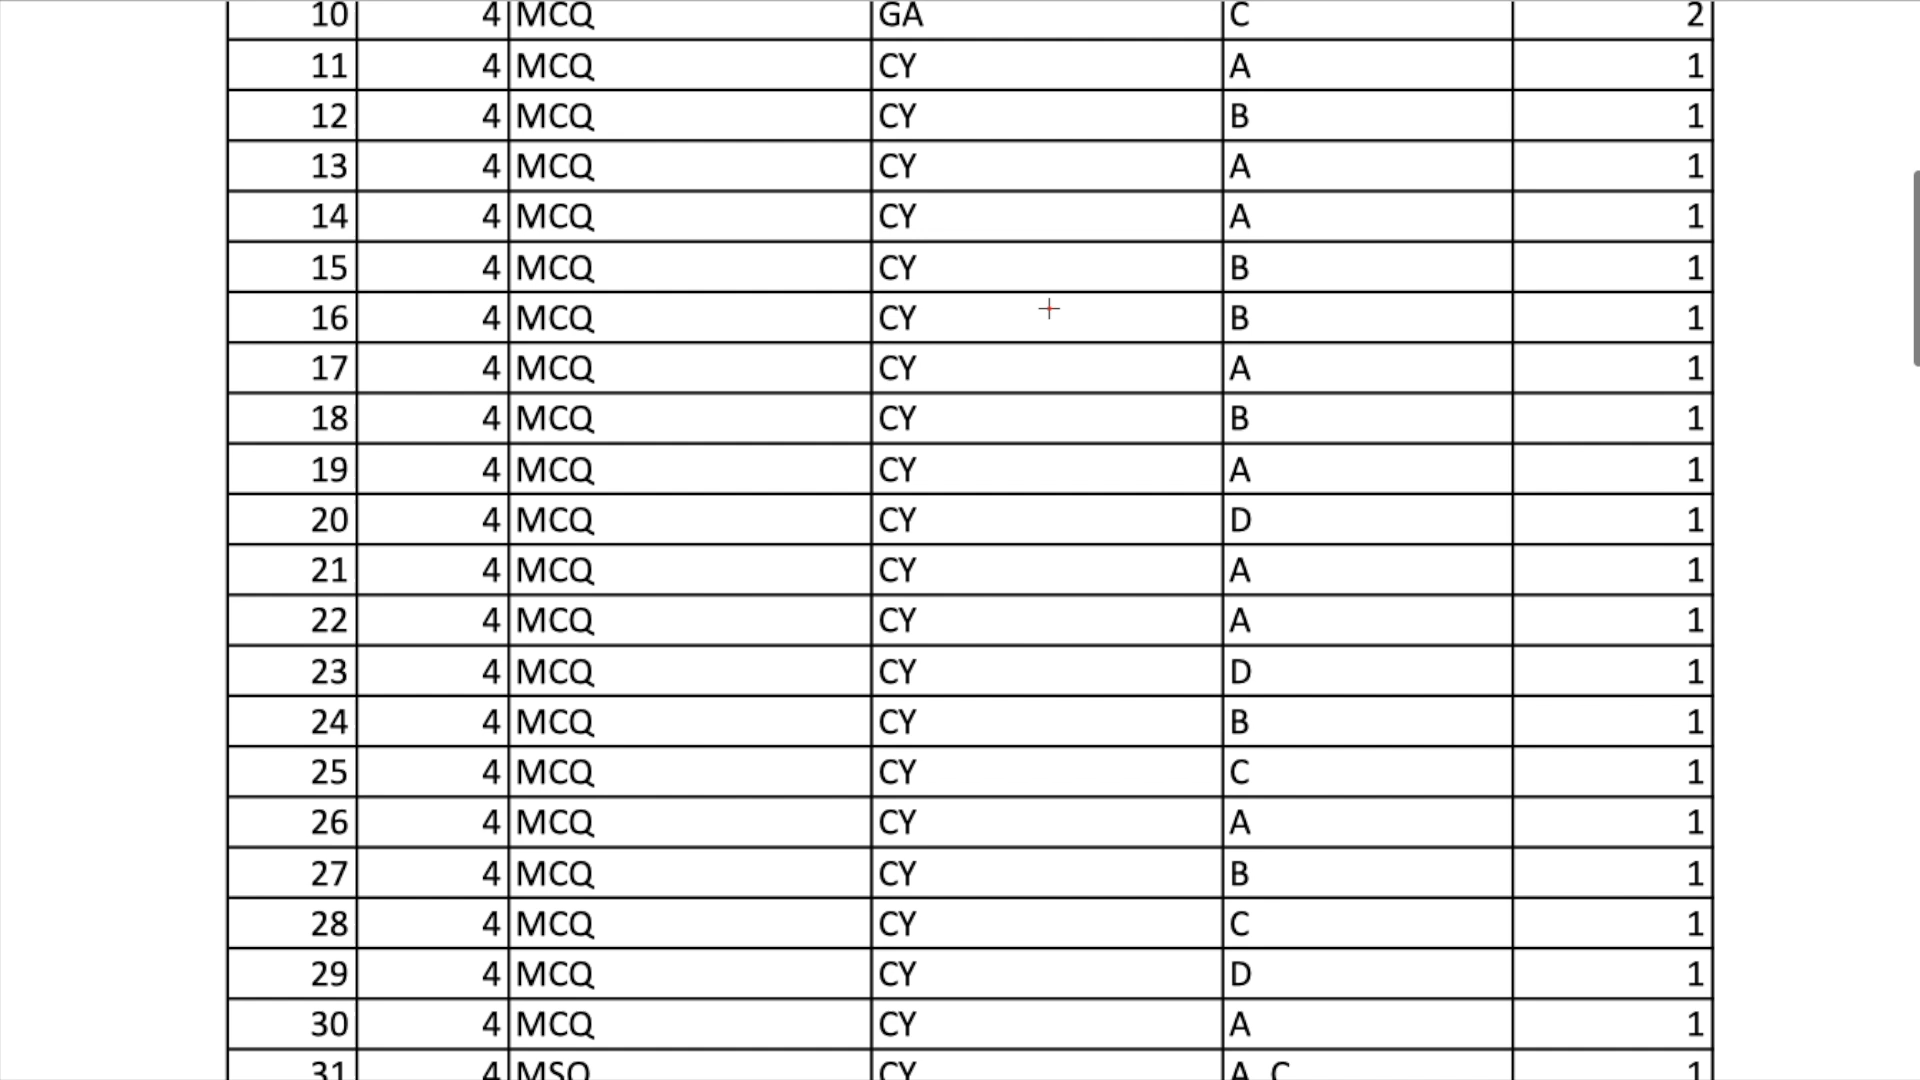 10 4 MCQ GA C 2
11 4 MCQ CY A 1
12 4 MCQ CY B 1
13 4 MCQ CY A 1
14 4 MCQ CY A 1
15 4 MCQ CY B 1
16 4 MCQ CY B 1
17 4 MCQ CY A 1
18 4 MCQ CY B 1
19 4 MCQ CY A 1
20 4 MCQ CY D 1
21 4 MCQ CY A 1
22 4 MCQ CY A 1
23 4 MCQ CY D 1
24 4 MCQ CY B 1
25 4 MCQ CY C 1
26 4 MCQ CY A 1
27 4 MCQ CY B 1
28 4 MCQ CY C 1
29 4 MCQ CY D 1
30 4 MCQ CY A 1
31 4 MSQ CY A C 1